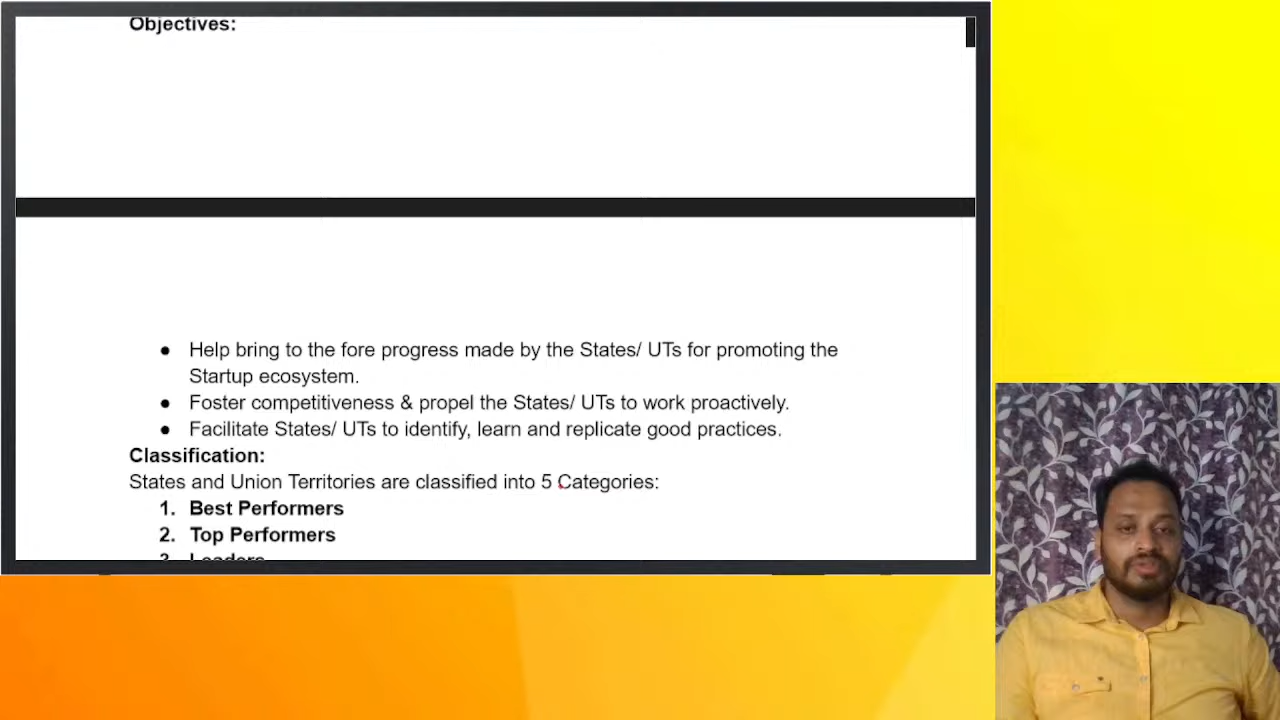 Objectives:
● Help bring to the fore progress made by the States/ UTs for promoting the
Startup ecosystem.
● Foster competitiveness & propel the States/ UTs to work proactively.
● Facilitate States/ UTs to identify, learn and replicate good practices.
Classification:
States and Union Territories are classified into 5 Categories:
1. Best Performers
2. Top Performers
3. Leaders